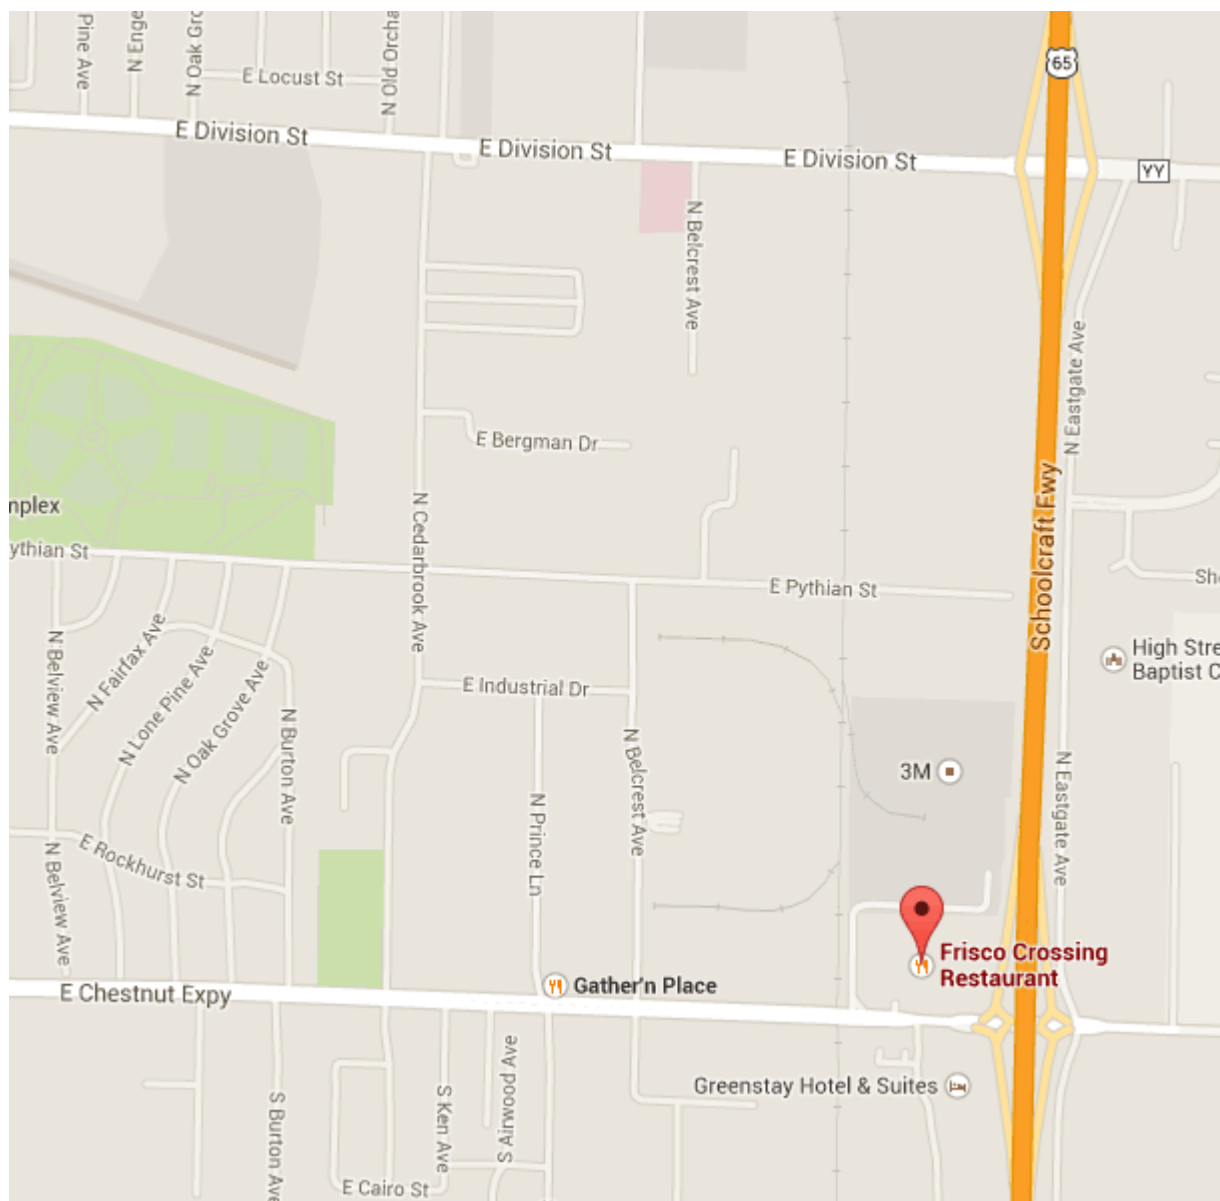 Pine Ave
N Enge
N Oak Gro
N Old Orcha
E Locust St
65
E Division St
E Division St
E Division St
YY
N Belcrest Ave
N Eastgate Ave
E Bergman Dr
N Cedarbrook Ave
Schoolcraft Fwy
mplex
ythian St
E Pythian St
She
N Belview Ave
N Fairfax Ave
N Lone Pine Ave
N Oak Grove Ave
N Burton Ave
E Industrial Dr
High Stre
Baptist C
N Belcrest Ave
3M
N Prince Ln
N Eastgate Ave
E Rockhurst St
N Belview Ave
Frisco Crossing
Restaurant
E Chestnut Expy
Gather'n Place
Greenstay Hotel & Suites
S Burton Ave
S Ken Ave
S Airwood Ave
E Cairo St